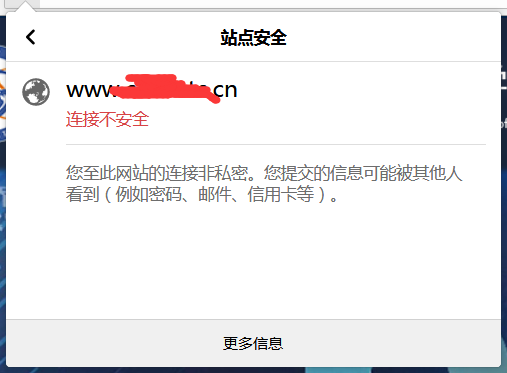 站点安全
www.
.cn
连接不安全
您至此网站的连接非私密。您提交的信息可能被其他人
看到（例如密码、邮件、信用卡等）。
更多信息